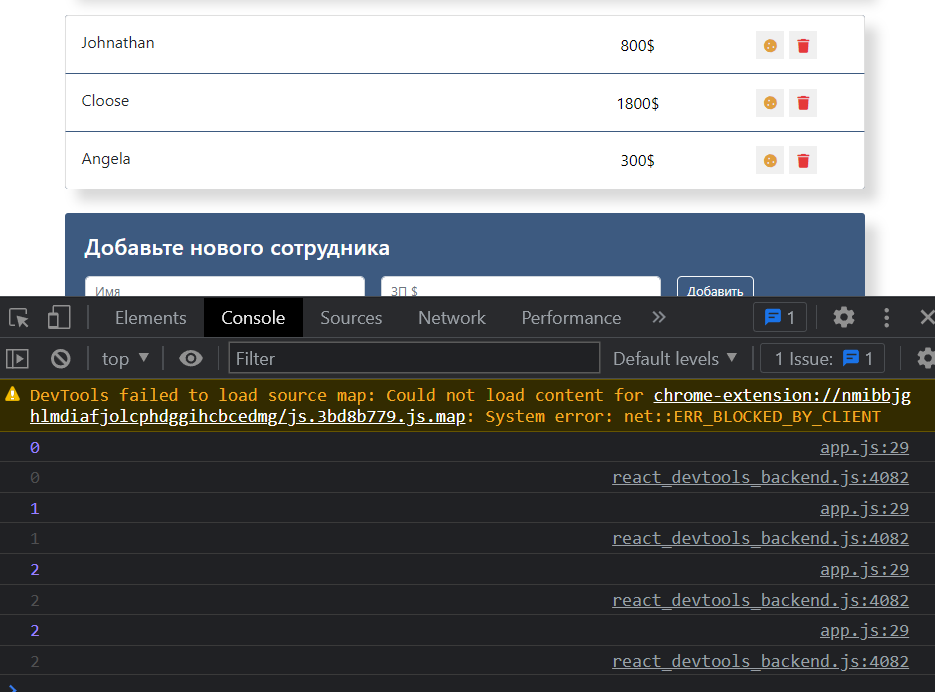 Johnathan 800$
Cloose 1800$
Angela 300$
Добавьте нового сотрудника
Имя ЗП $ Добавить
Elements Console Sources Network Performance » 1
top ▼ Filter Default levels ▼ 1 Issue: 1
DevTools failed to load source map: Could not load content for chrome-extension://nmibbjg
hlmdiafjolcphdggihcbcedmg/js.3bd8b779.js.map: System error: net::ERR_BLOCKED_BY_CLIENT
0 app.js:29
0 react_devtools_backend.js:4082
1 app.js:29
1 react_devtools_backend.js:4082
2 app.js:29
2 react_devtools_backend.js:4082
2 app.js:29
2 react_devtools_backend.js:4082